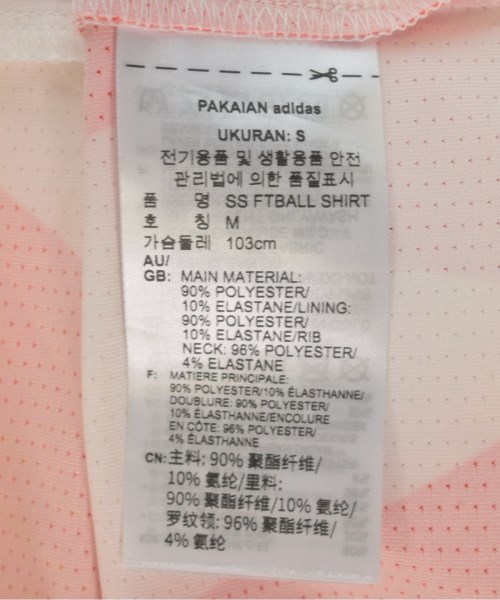 PAKAIAN adidas
UKURAN: S
전기용품 및 생활용품 안전
관리법에 의한 품질표시
품 명 SS FTBALL SHIRT
호 칭 M
가슴둘레 103cm
AU/
GB: MAIN MATERIAL:
90% POLYESTER/
10% ELASTANE/LINING:
90% POLYESTER/
10% ELASTANE/RIB
NECK: 96% POLYESTER/
4% ELASTANE
F: MATIERE PRINCIPALE:
90% POLYESTER/10% ÉLASTHANNE/
DOUBLURE: 90% POLYESTER/
10% ÉLASTHANNE/ENCOLURE
EN CÔTE: 96% POLYESTER/
4% ÉLASTHANNE
CN: 主料: 90% 聚酯纤维/
10% 氨纶/里料:
90% 聚酯纤维/10% 氨纶/
罗纹领: 96% 聚酯纤维/
4% 氨纶